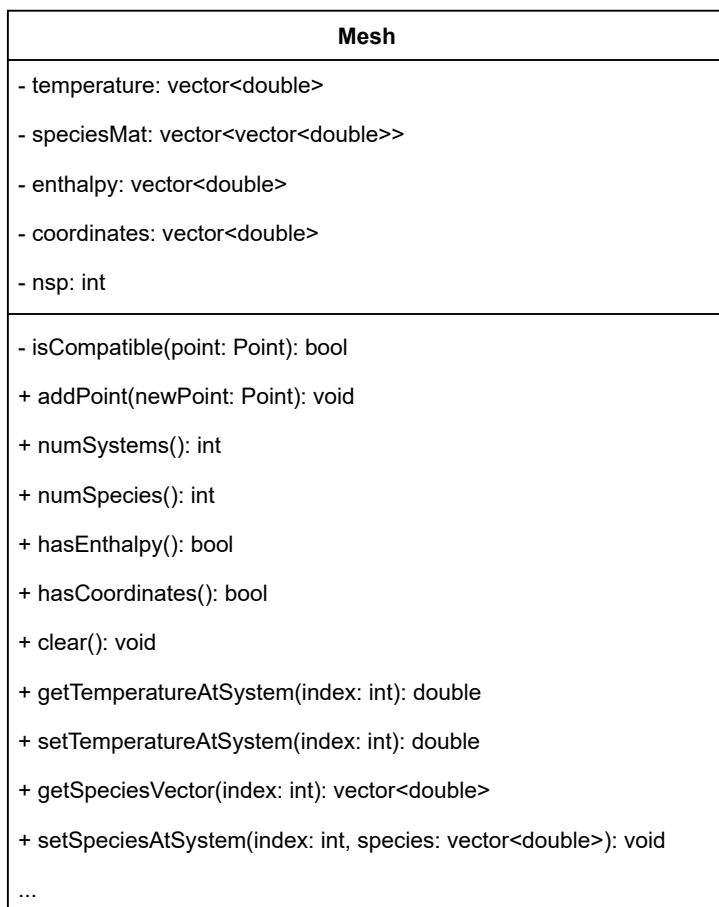 Mesh
- temperature: vector<double>
- speciesMat: vector<vector<double>>
- enthalpy: vector<double>
- coordinates: vector<double>
- nsp: int
- isCompatible(point: Point): bool
+ addPoint(newPoint: Point): void
+ numSystems(): int
+ numSpecies(): int
+ hasEnthalpy(): bool
+ hasCoordinates(): bool
+ clear(): void
+ getTemperatureAtSystem(index: int): double
+ setTemperatureAtSystem(index: int): double
+ getSpeciesVector(index: int): vector<double>
+ setSpeciesAtSystem(index: int, species: vector<double>): void
...